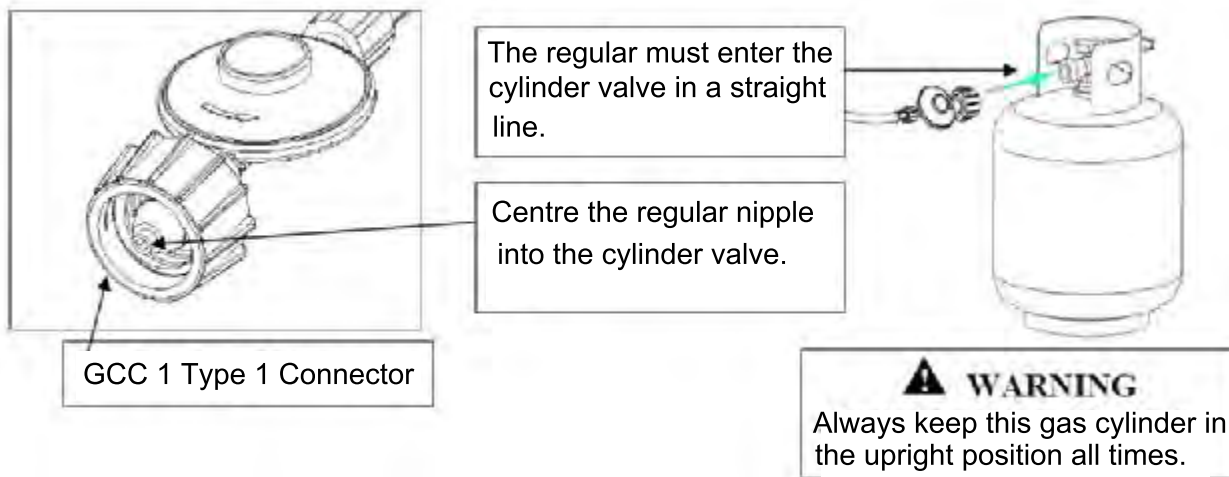 The regular must enter the
cylinder valve in a straight
line.
Centre the regular nipple
into the cylinder valve.
GCC 1 Type 1 Connector
WARNING
Always keep this gas cylinder in
the upright position all times.